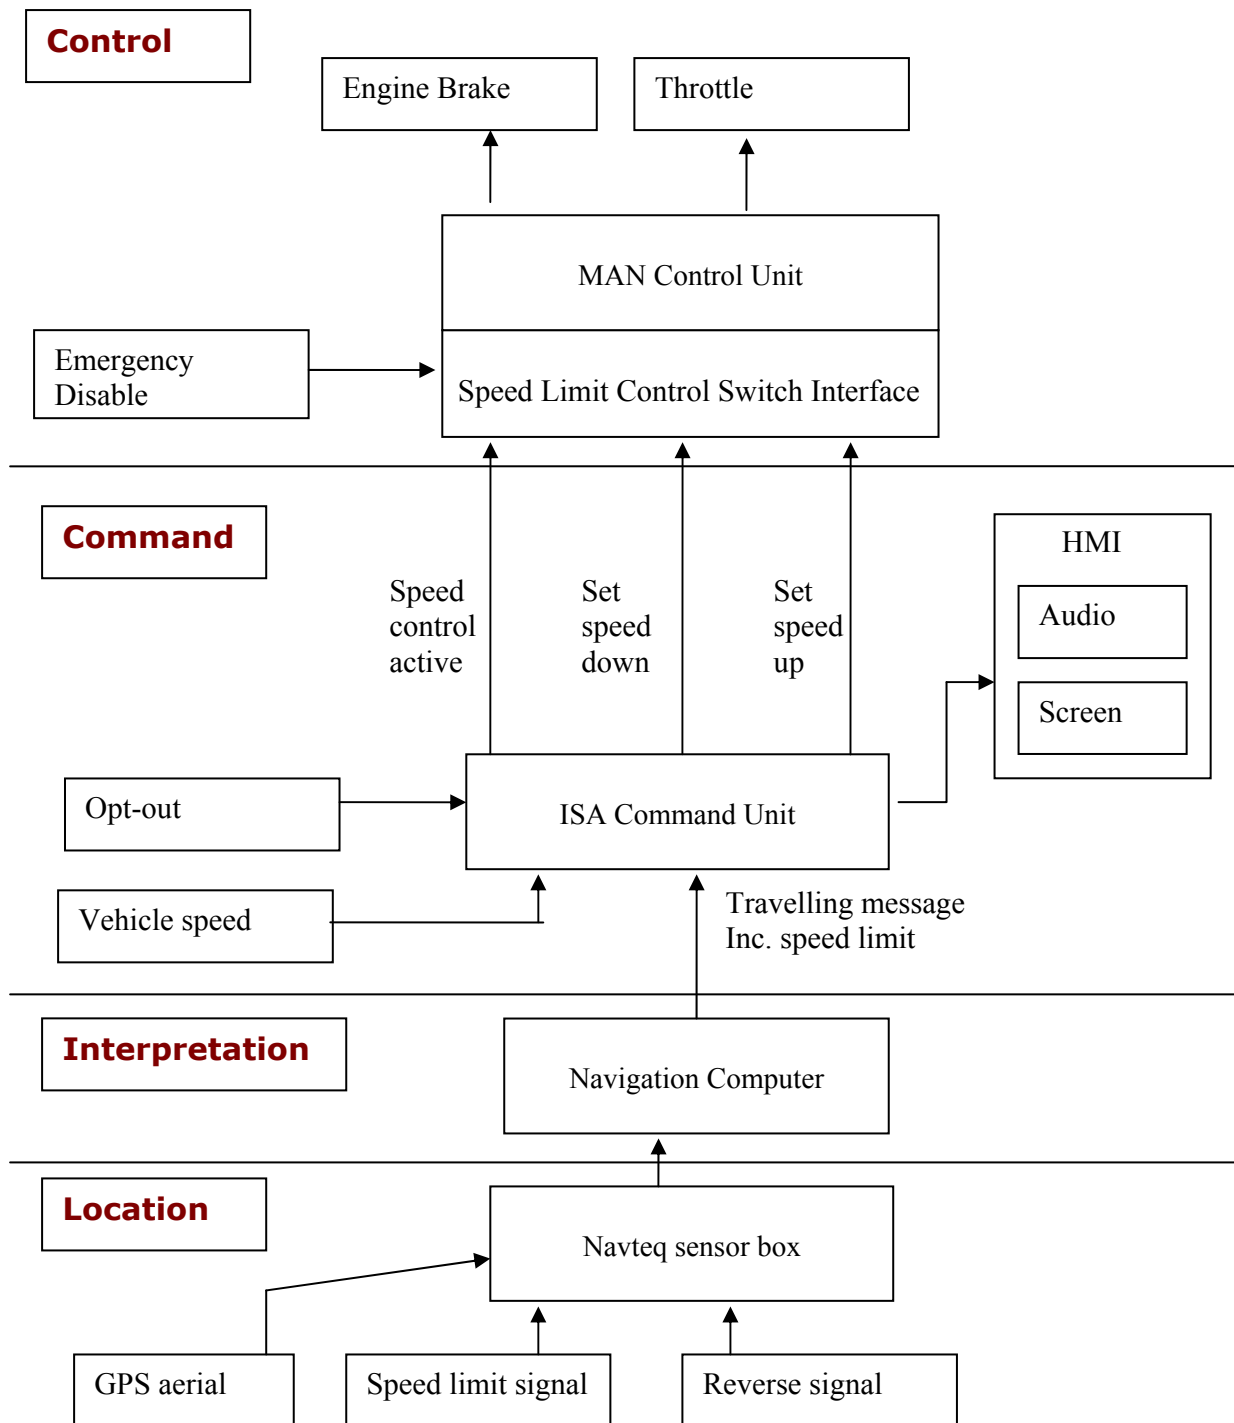 Control
Engine Brake
Throttle
MAN Control Unit
Emergency
Disable
Speed Limit Control Switch Interface
Command
HMI
Audio
Screen
Speed
control
active
Set
speed
down
Set
speed
up
Opt-out
ISA Command Unit
Vehicle speed
Travelling message
Inc. speed limit
Interpretation
Navigation Computer
Location
Navteq sensor box
GPS aerial
Speed limit signal
Reverse signal